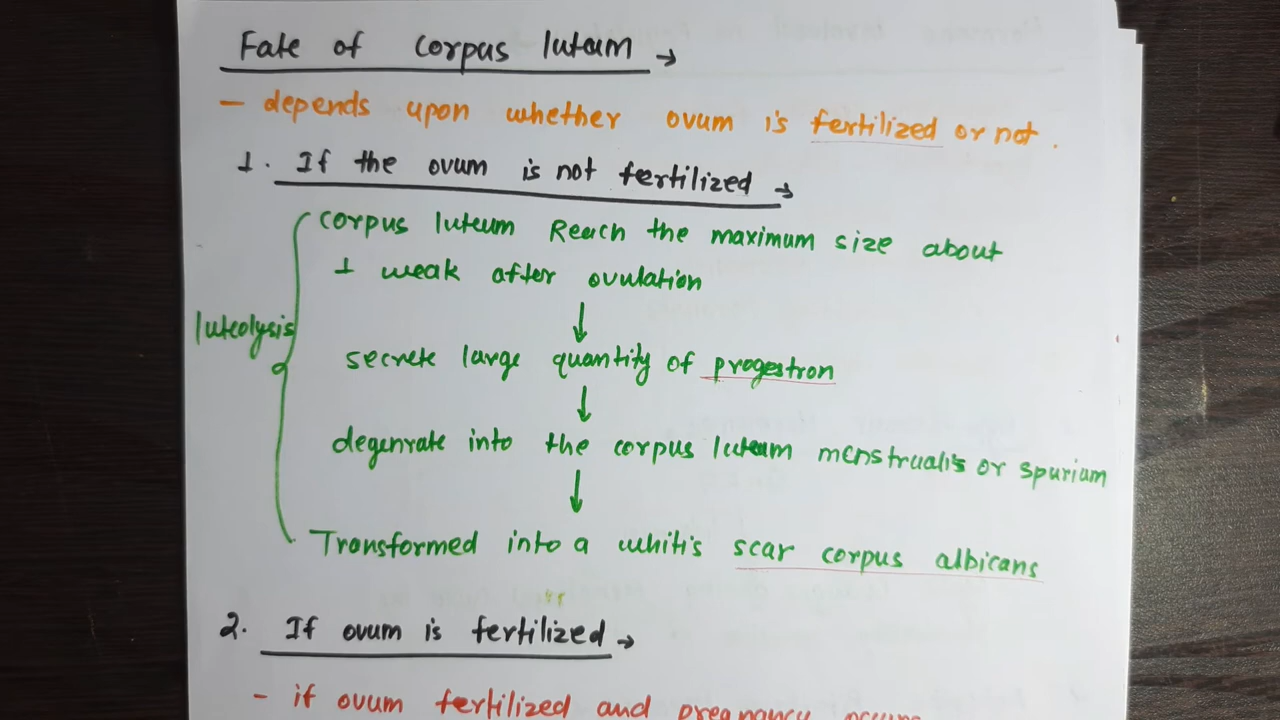 Fate of corpus luteum →
- depends upon whether ovum is fertilized or not.
1. If the ovum is not fertilized →
corpus luteum Reach the maximum size about
1 weak after ovulation
↓
secrete large quantity of progestron
↓
luteolysis
degenrate into the corpus luteum menstrualis or spurium
↓
Transformed into a whitis scar corpus albicans
2. If ovum is fertilized →
- if ovum fertilized and pregnancy occurs